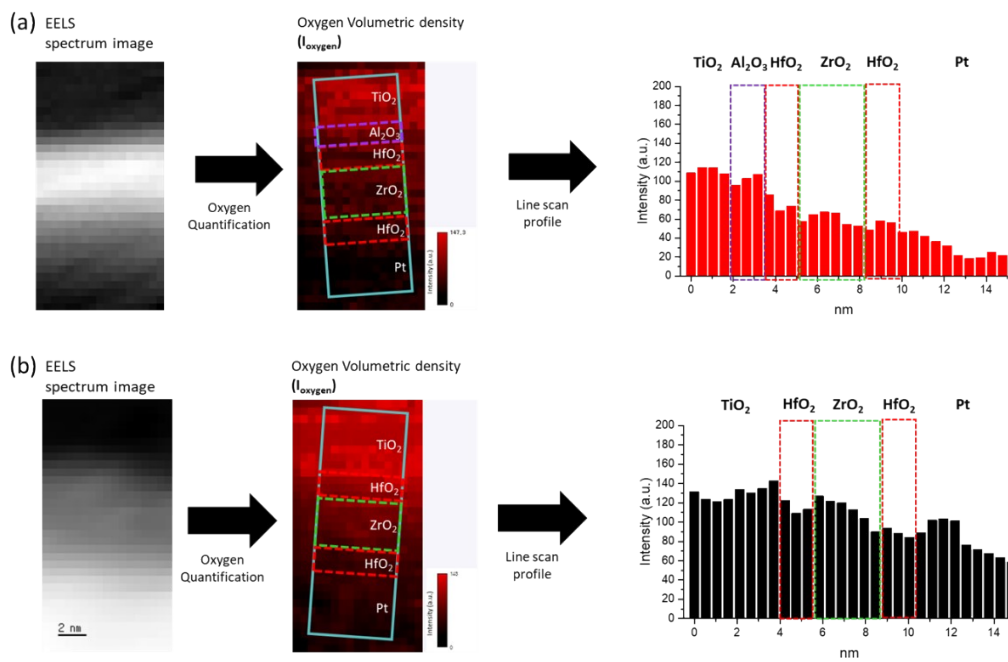 (a) EELS
spectrum image
Oxygen
Quantification
Oxygen Volumetric density
(I_oxygen)
TiO₂
Al₂O₃
HfO₂
ZrO₂
HfO₂
Pt
147,3
Intensity (a.u.)
0
Line scan
profile
TiO₂ Al₂O₃ HfO₂ ZrO₂ HfO₂ Pt
Intensity (a.u.)
200
180
160
140
120
100
80
60
40
20
0
0 2 4 6 8 10 12 14
nm
(b) EELS
spectrum image
2 nm
Oxygen
Quantification
Oxygen Volumetric density
(I_oxygen)
TiO₂
HfO₂
ZrO₂
HfO₂
Pt
Intensity (a.u.)
0
Line scan
profile
TiO₂ HfO₂ ZrO₂ HfO₂ Pt
Intensity (a.u.)
200
180
160
140
120
100
80
60
40
20
0
0 2 4 6 8 10 12 14
nm